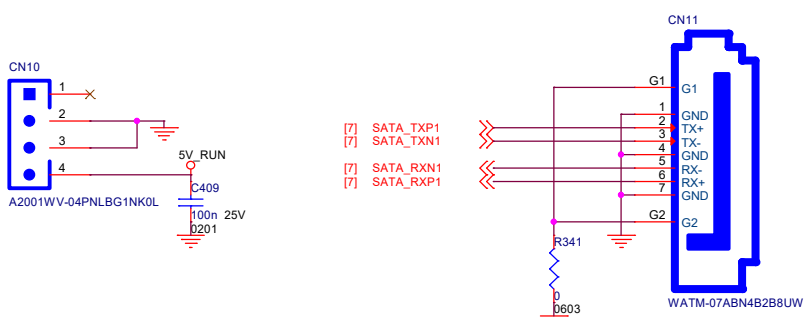 CN11
CN10
G1
G1
1
1
GND
2
[7] SATA_TXP1
2
TX+
[7] SATA_TXN1
3
TX-
3
4
GND
5V_RUN
[7] SATA_RXN1
5
RX-
4
[7] SATA_RXP1
6
RX+
C409
7
GND
A2001WV-04PNLBG1NK0L
100n 25V
G2
G2
0201
R341
0
0603
WATM-07ABN4B2B8UW